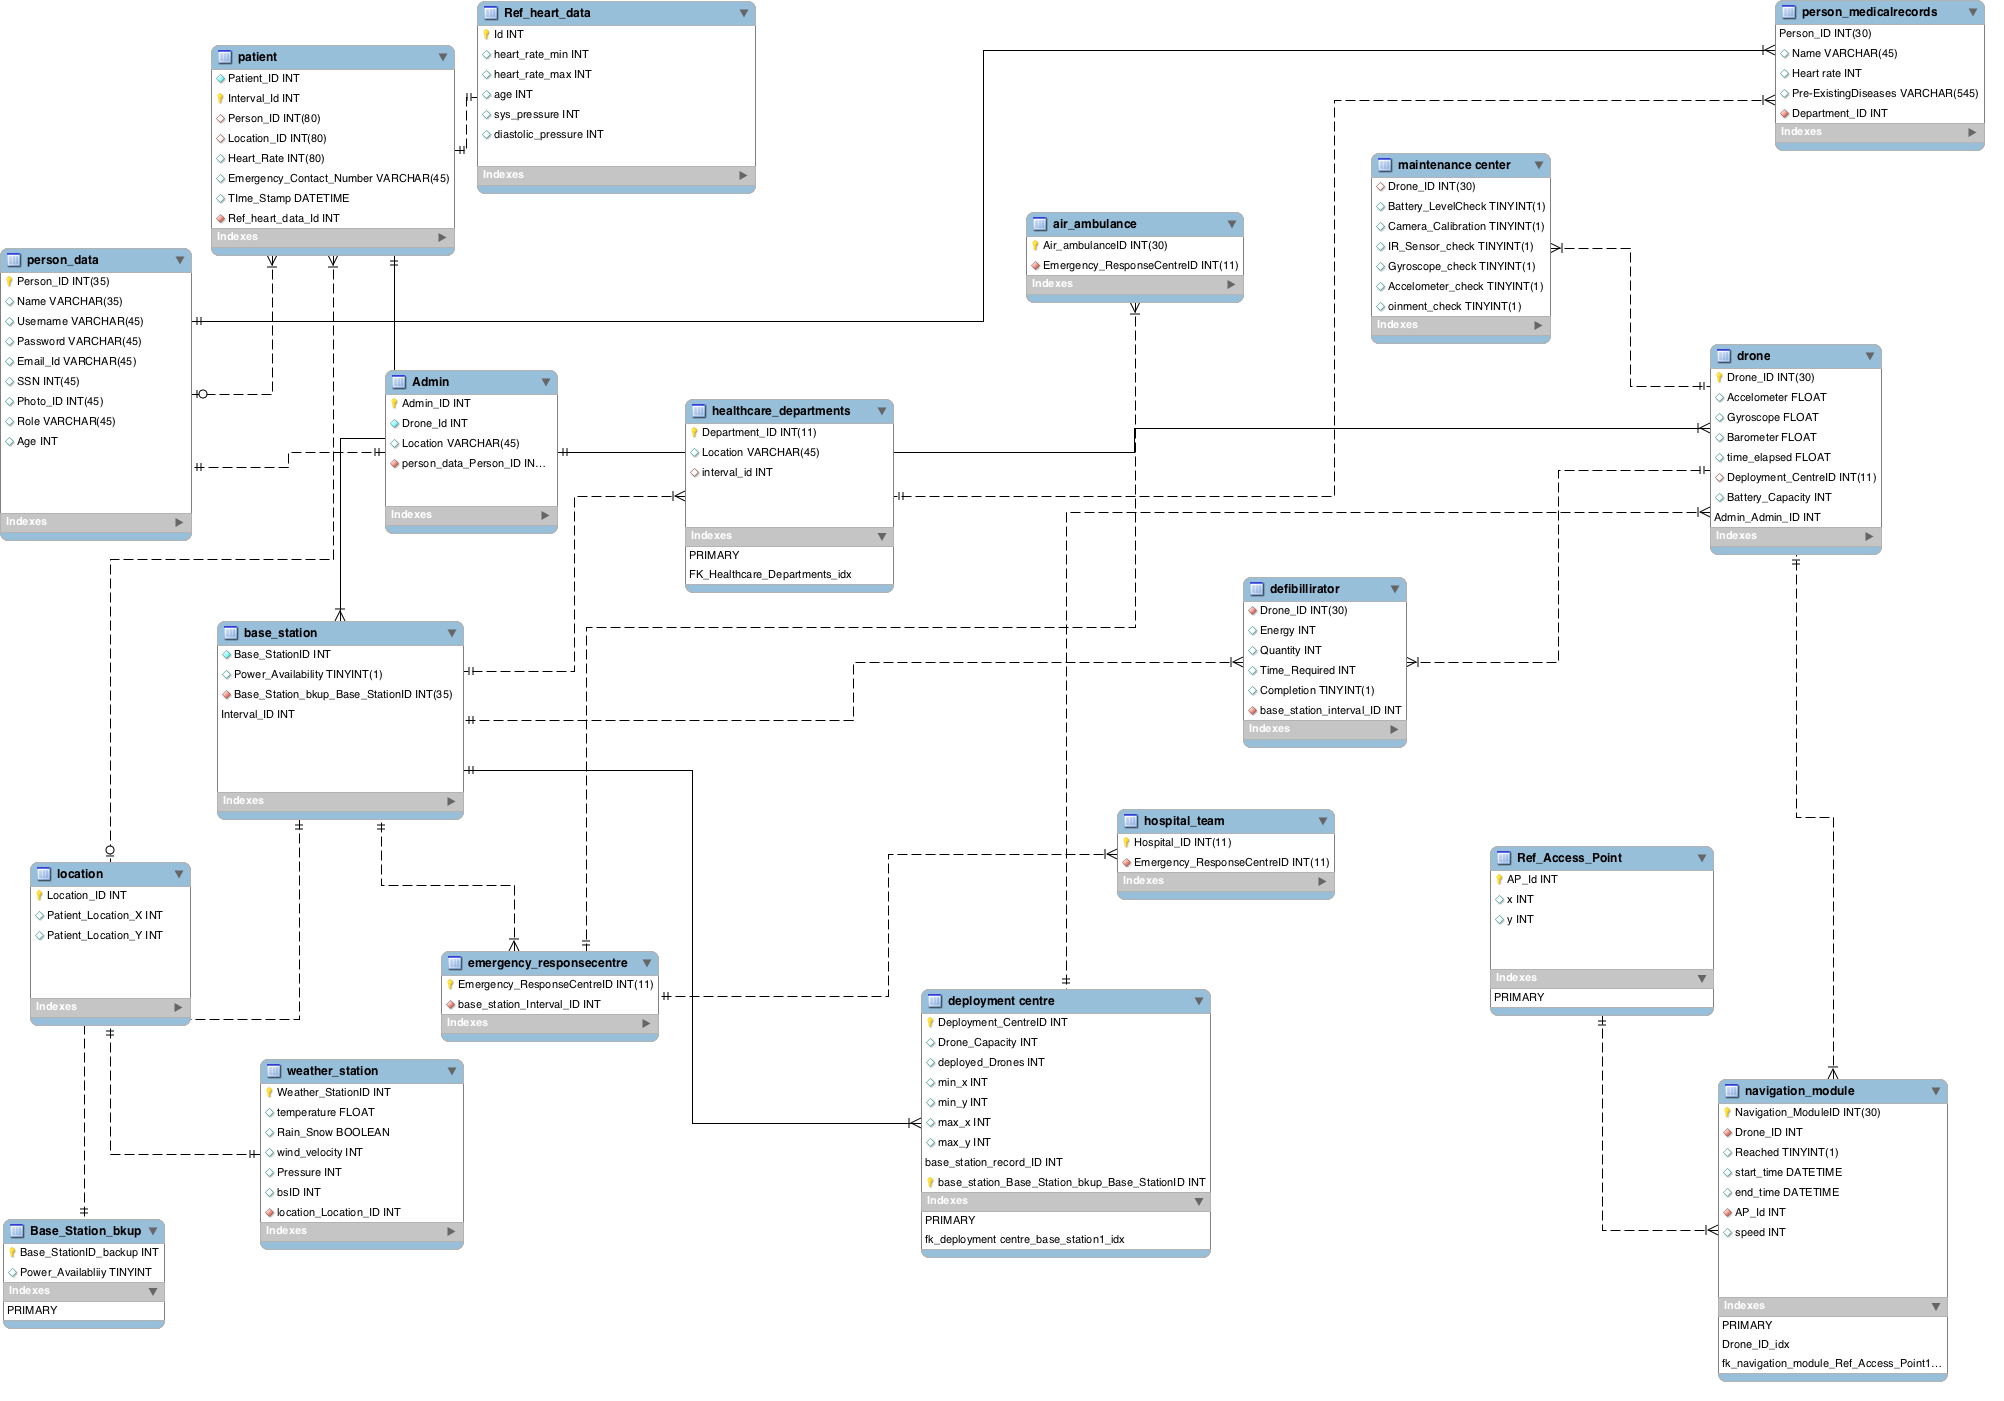 Ref_heart_data
Id INT
heart_rate_min INT
heart_rate_max INT
age INT
sys_pressure INT
diastolic_pressure INT
Indexes
person_medicalrecords
Person_ID INT(30)
Name VARCHAR(45)
Heart rate INT
Pre-ExistingDiseases VARCHAR(545)
Department_ID INT
Indexes
patient
Patient_ID INT
Interval_Id INT
Person_ID INT(80)
Location_ID INT(80)
Heart_Rate INT(80)
Emergency_Contact_Number VARCHAR(45)
TIme_Stamp DATETIME
Ref_heart_data_Id INT
Indexes
maintenance center
Drone_ID INT(30)
Battery_LevelCheck TINYINT(1)
Camera_Calibration TINYINT(1)
IR_Sensor_check TINYINT(1)
Gyroscope_check TINYINT(1)
Accelometer_check TINYINT(1)
oinment_check TINYINT(1)
Indexes
air_ambulance
Air_ambulanceID INT(30)
Emergency_ResponseCentreID INT(11)
Indexes
person_data
Person_ID INT(35)
Name VARCHAR(35)
Username VARCHAR(45)
Password VARCHAR(45)
Email_Id VARCHAR(45)
SSN INT(45)
Photo_ID INT(45)
Role VARCHAR(45)
Age INT
Indexes
Admin
Admin_ID INT
Drone_Id INT
Location VARCHAR(45)
person_data_Person_ID IN...
Indexes
healthcare_departments
Department_ID INT(11)
Location VARCHAR(45)
interval_id INT
Indexes
PRIMARY
FK_Healthcare_Departments_idx
drone
Drone_ID INT(30)
Accelometer FLOAT
Gyroscope FLOAT
Barometer FLOAT
time_elapsed FLOAT
Deployment_CentreID INT(11)
Battery_Capacity INT
Admin_Admin_ID INT
Indexes
defibillirator
Drone_ID INT(30)
Energy INT
Quantity INT
Time_Required INT
Completion TINYINT(1)
base_station_interval_ID INT
Indexes
base_station
Base_StationID INT
Power_Availability TINYINT(1)
Base_Station_bkup_Base_StationID INT(35)
Interval_ID INT
Indexes
hospital_team
Hospital_ID INT(11)
Emergency_ResponseCentreID INT(11)
Indexes
Ref_Access_Point
AP_Id INT
x INT
y INT
Indexes
PRIMARY
location
Location_ID INT
Patient_Location_X INT
Patient_Location_Y INT
Indexes
emergency_responsecentre
Emergency_ResponseCentreID INT(11)
base_station_Interval_ID INT
Indexes
deployment centre
Deployment_CentreID INT
Drone_Capacity INT
deployed_Drones INT
min_x INT
min_y INT
max_x INT
max_y INT
base_station_record_ID INT
base_station_Base_Station_bkup_Base_StationID INT
Indexes
PRIMARY
fk_deployment centre_base_station1_idx
weather_station
Weather_StationID INT
temperature FLOAT
Rain_Snow BOOLEAN
wind_velocity INT
Pressure INT
bsID INT
location_Location_ID INT
Indexes
navigation_module
Navigation_ModuleID INT(30)
Drone_ID INT
Reached TINYINT(1)
start_time DATETIME
end_time DATETIME
AP_Id INT
speed INT
Indexes
PRIMARY
Drone_ID_idx
fk_navigation_module_Ref_Access_Point1...
Base_Station_bkup
Base_StationID_backup INT
Power_Availabliiy TINYINT
Indexes
PRIMARY